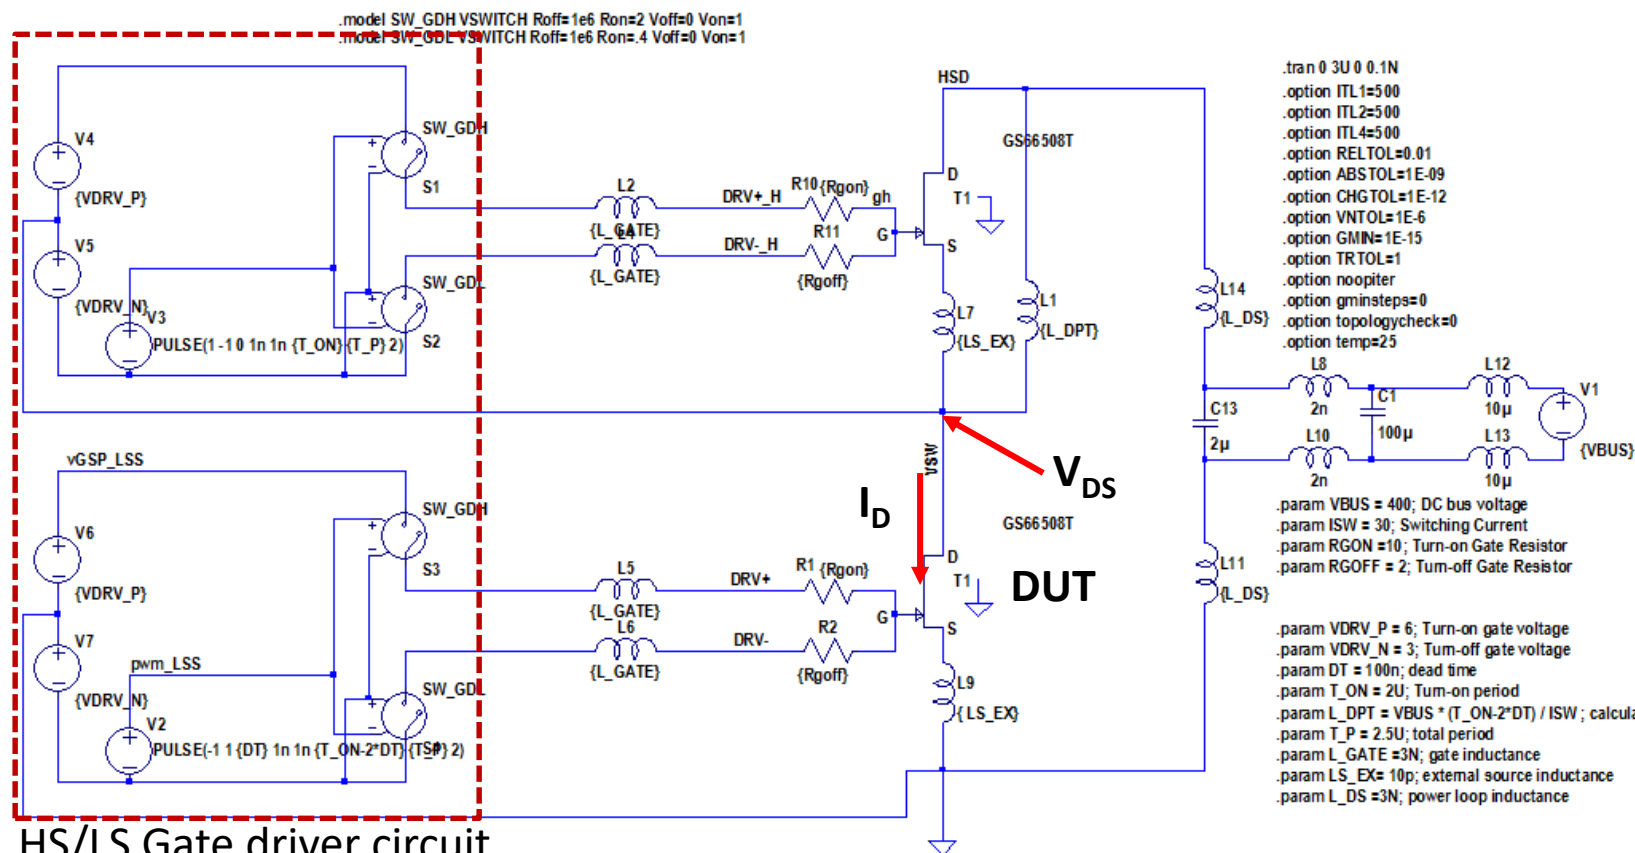 .model SW_GDH VSWITCH Roff=1e6 Ron=2 Voff=0 Von=1
.model SW_GDL VSWITCH Roff=1e6 Ron=.4 Voff=0 Von=1
V4
{VDRV_P}
V5
{VDRV_N}
V3
PULSE(1 -1 0 1n 1n {T_ON} {T_P} 2)
SW_GDH
S1
SW_GDL
S2
L2
{L_GATE}
L4
{L_GATE}
DRV+_H
DRV-_H
R10
{Rgon}
gh
R11
{Rgoff}
G
D
T1
S
HSD
GS66508T
L7
{LS_EX}
L1
{L_DPT}
L14
{L_DS}
.tran 0 3U 0 0.1N
.option ITL1=500
.option ITL2=500
.option ITL4=500
.option RELTOL=0.01
.option ABSTOL=1E-09
.option CHGTOL=1E-12
.option VNTOL=1E-6
.option GMIN=1E-15
.option TRTOL=1
.option noopiter
.option gminsteps=0
.option topologycheck=0
.option temp=25
L8
2n
C13
2µ
L10
2n
C1
100µ
L12
10µ
L13
10µ
V1
{VBUS}
vGSP_LSS
V6
{VDRV_P}
V7
{VDRV_N}
pwm_LSS
V2
PULSE(-1 1 {DT} 1n 1n {T_ON-2*DT} {T_P} 2)
SW_GDH
S3
SW_GDL
S4
L5
{L_GATE}
L6
{L_GATE}
DRV+
DRV-
R1
{Rgon}
R2
{Rgoff}
G
VSW
VDS
ID
GS66508T
D
T1
S
DUT
L9
{LS_EX}
L11
{L_DS}
.param VBUS = 400; DC bus voltage
.param ISW = 30; Switching Current
.param RGON =10; Turn-on Gate Resistor
.param RGOFF = 2; Turn-off Gate Resistor
.param VDRV_P = 6; Turn-on gate voltage
.param VDRV_N = 3; Turn-off gate voltage
.param DT = 100n; dead time
.param T_ON = 2U; Turn-on period
.param L_DPT = VBUS * (T_ON-2*DT) / ISW ; calcula
.param T_P = 2.5U; total period
.param L_GATE =3N; gate inductance
.param LS_EX= 10p; external source inductance
.param L_DS =3N; power loop inductance
HS/LS Gate driver circuit